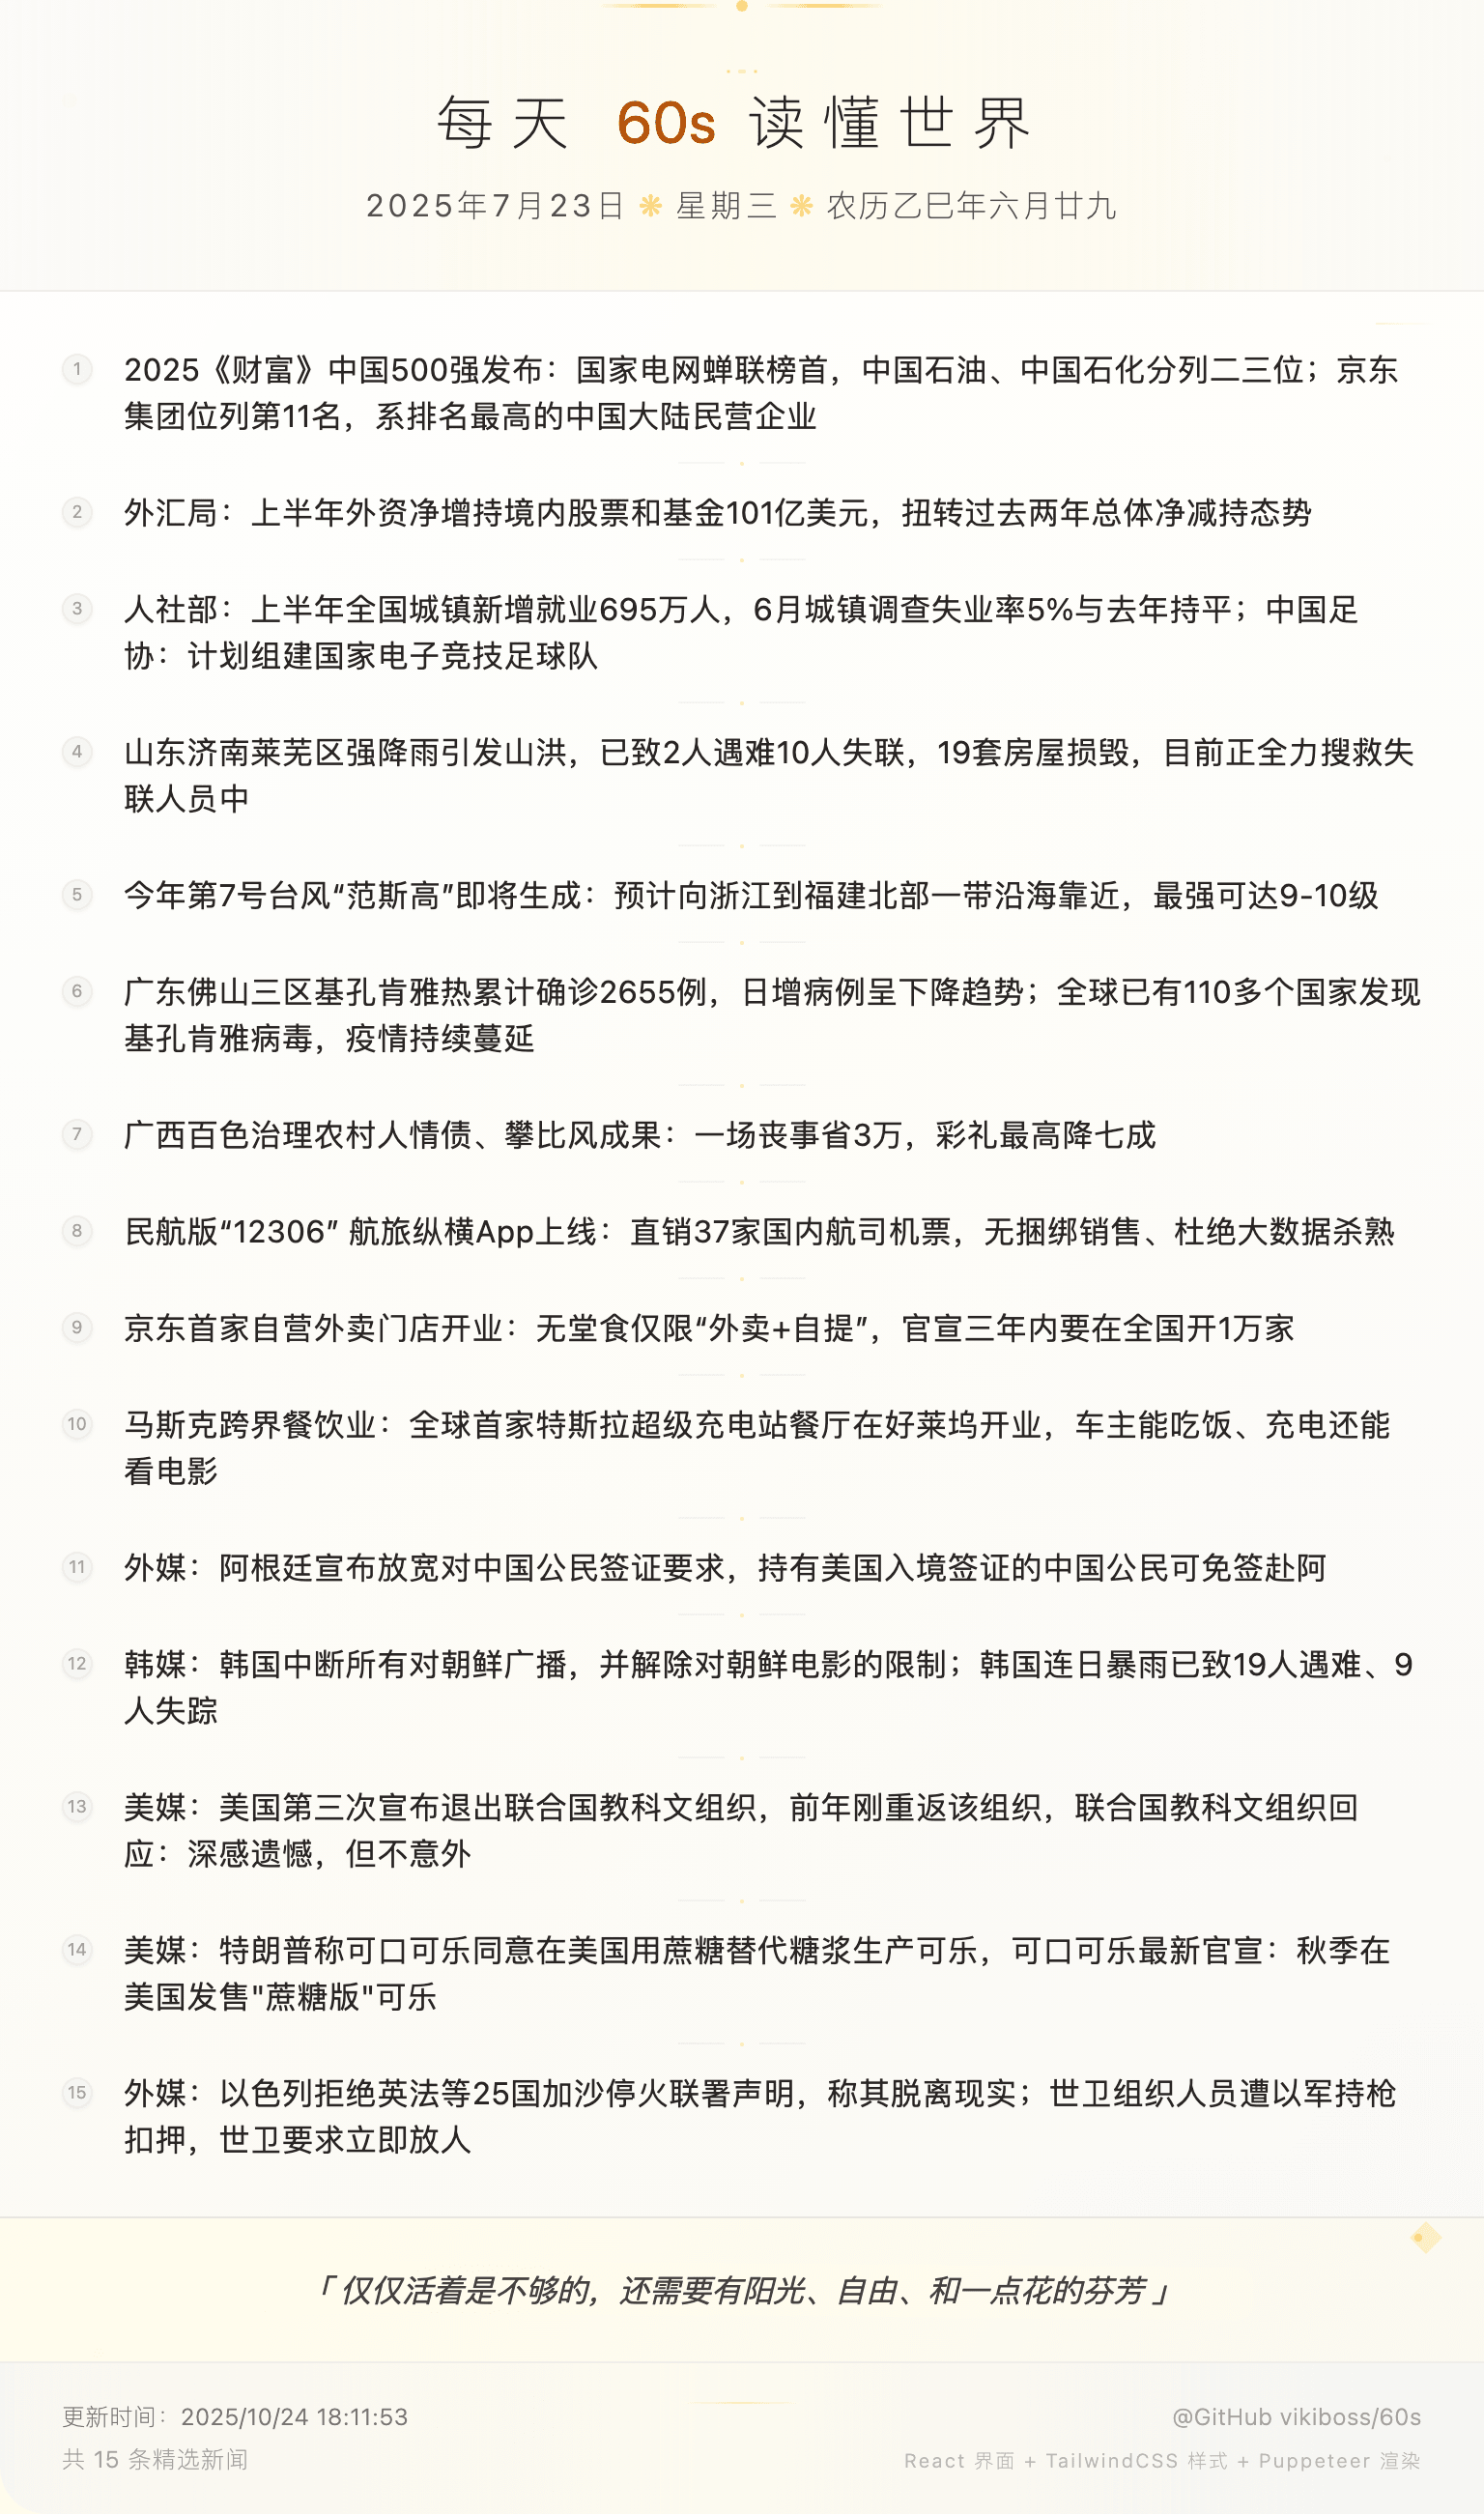 每天 60s 读懂世界
2025年7月23日 ❋ 星期三 ❋ 农历乙巳年六月廿九
1 2025《财富》中国500强发布：国家电网蝉联榜首，中国石油、中国石化分列二三位；京东
集团位列第11名，系排名最高的中国大陆民营企业
2 外汇局：上半年外资净增持境内股票和基金101亿美元，扭转过去两年总体净减持态势
3 人社部：上半年全国城镇新增就业695万人，6月城镇调查失业率5%与去年持平；中国足
协：计划组建国家电子竞技足球队
4 山东济南莱芜区强降雨引发山洪，已致2人遇难10人失联，19套房屋损毁，目前正全力搜救失
联人员中
5 今年第7号台风“范斯高”即将生成：预计向浙江到福建北部一带沿海靠近，最强可达9-10级
6 广东佛山三区基孔肯雅热累计确诊2655例，日增病例呈下降趋势；全球已有110多个国家发现
基孔肯雅病毒，疫情持续蔓延
7 广西百色治理农村人情债、攀比风成果：一场丧事省3万，彩礼最高降七成
8 民航版“12306” 航旅纵横App上线：直销37家国内航司机票，无捆绑销售、杜绝大数据杀熟
9 京东首家自营外卖门店开业：无堂食仅限“外卖+自提”，官宣三年内要在全国开1万家
10 马斯克跨界餐饮业：全球首家特斯拉超级充电站餐厅在好莱坞开业，车主能吃饭、充电还能
看电影
11 外媒：阿根廷宣布放宽对中国公民签证要求，持有美国入境签证的中国公民可免签赴阿
12 韩媒：韩国中断所有对朝鲜广播，并解除对朝鲜电影的限制；韩国连日暴雨已致19人遇难、9
人失踪
13 美媒：美国第三次宣布退出联合国教科文组织，前年刚重返该组织，联合国教科文组织回
应：深感遗憾，但不意外
14 美媒：特朗普称可口可乐同意在美国用蔗糖替代糖浆生产可乐，可口可乐最新官宣：秋季在
美国发售"蔗糖版"可乐
15 外媒：以色列拒绝英法等25国加沙停火联署声明，称其脱离现实；世卫组织人员遭以军持枪
扣押，世卫要求立即放人
「 仅仅活着是不够的，还需要有阳光、自由、和一点花的芬芳 」
更新时间：2025/10/24 18:11:53
@GitHub vikiboss/60s
共 15 条精选新闻
React 界面 + TailwindCSS 样式 + Puppeteer 渲染